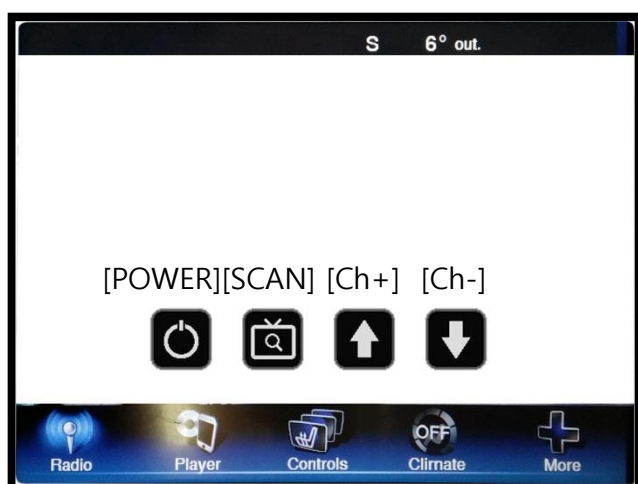 S 6° out.
[POWER][SCAN] [Ch+] [Ch-]
OFF
Radio Player Controls Climate More